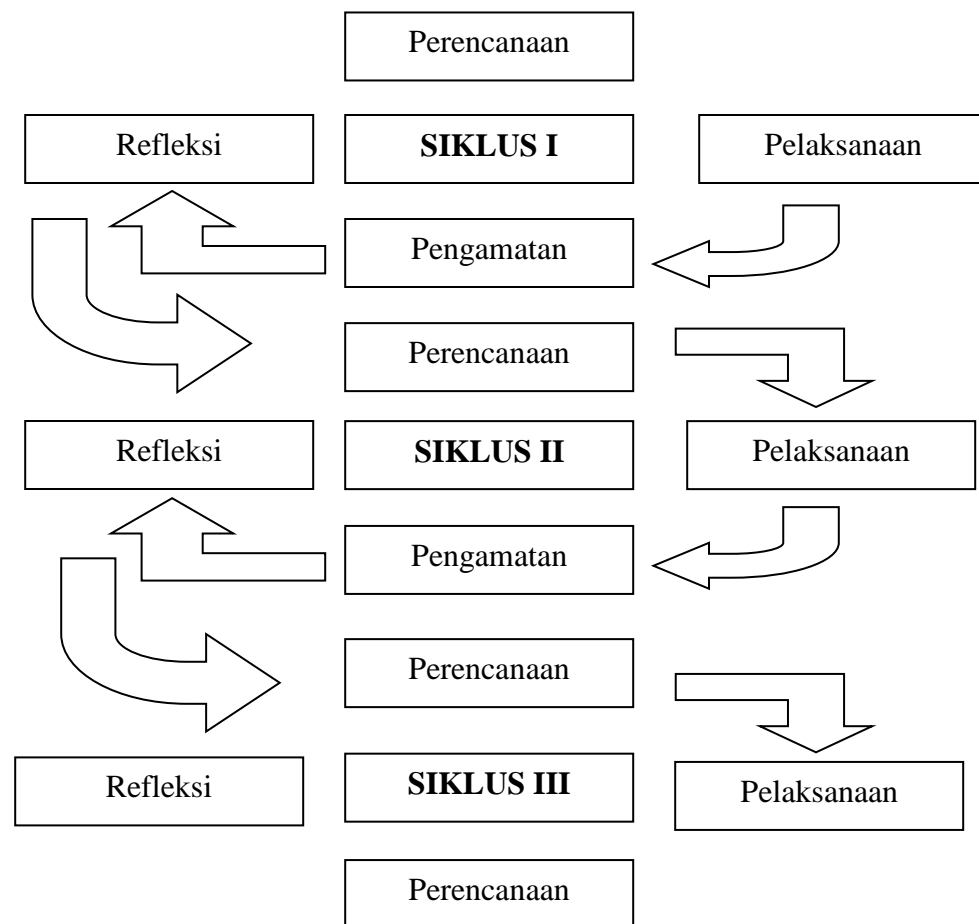 Perencanaan
Refleksi
SIKLUS I
Pelaksanaan
Pengamatan
Perencanaan
Refleksi
SIKLUS II
Pelaksanaan
Pengamatan
Perencanaan
Refleksi
SIKLUS III
Pelaksanaan
Perencanaan